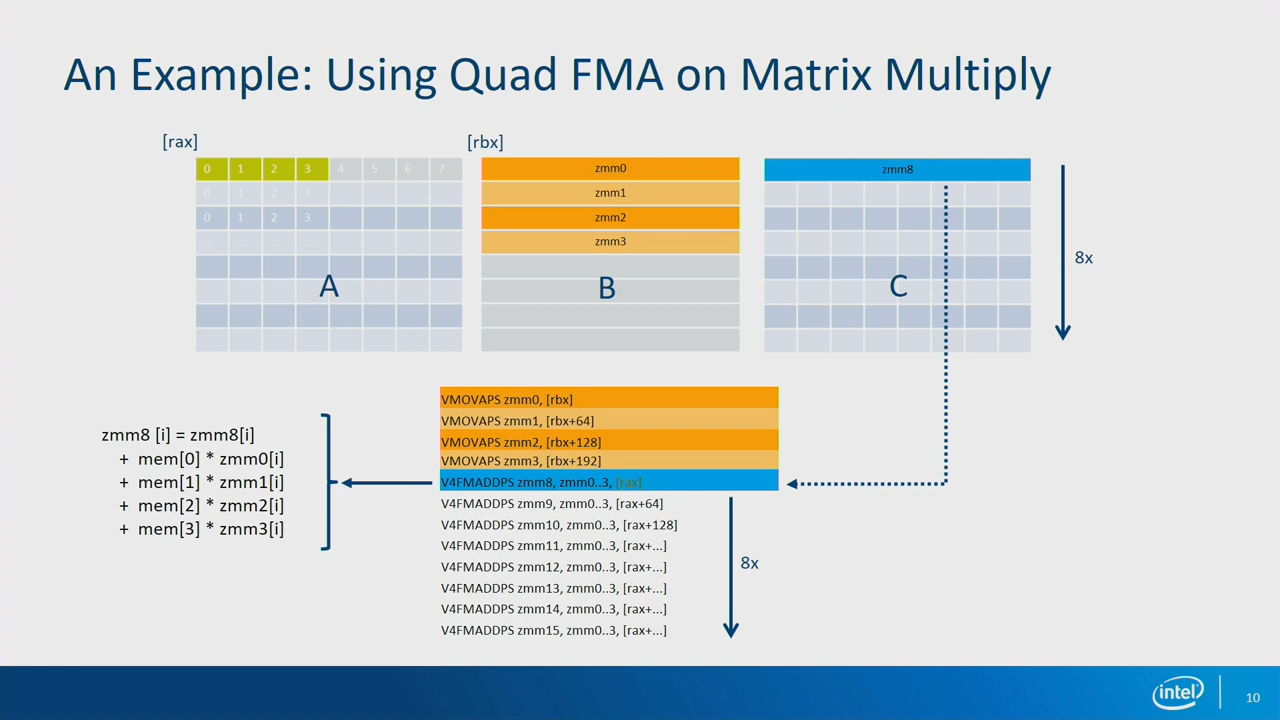 An Example: Using Quad FMA on Matrix Multiply
[rax]
[rbx]
0 1 2 3 4 5 6 7
0 1 2 3
0 1 2 3
... ... ... ...
A
zmm0
zmm1
zmm2
zmm3
B
zmm8
C
8x
VMOVAPS zmm0, [rbx]
VMOVAPS zmm1, [rbx+64]
VMOVAPS zmm2, [rbx+128]
VMOVAPS zmm3, [rbx+192]
V4FMADDPS zmm8, zmm0..3, [rax]
V4FMADDPS zmm9, zmm0..3, [rax+64]
V4FMADDPS zmm10, zmm0..3, [rax+128]
V4FMADDPS zmm11, zmm0..3, [rax+...]
V4FMADDPS zmm12, zmm0..3, [rax+...]
V4FMADDPS zmm13, zmm0..3, [rax+...]
V4FMADDPS zmm14, zmm0..3, [rax+...]
V4FMADDPS zmm15, zmm0..3, [rax+...]
8x
zmm8 [i] = zmm8[i]
+ mem[0] * zmm0[i]
+ mem[1] * zmm1[i]
+ mem[2] * zmm2[i]
+ mem[3] * zmm3[i]
intel
10